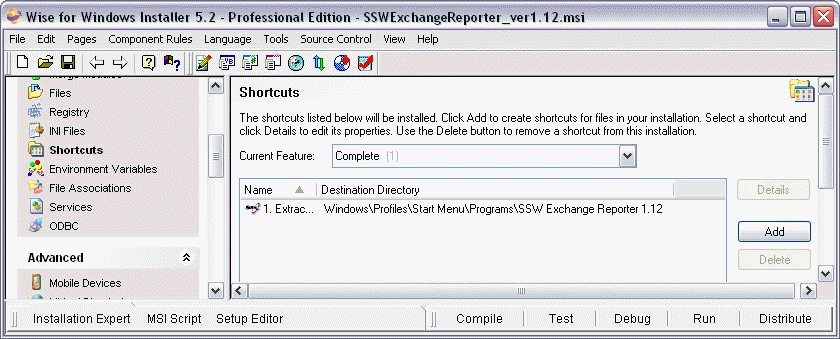 Wise for Windows Installer 5.2 - Professional Edition - SSWExchangeReporter_ver1.12.msi
File Edit Pages Component Rules Language Tools Source Control View Help
Files
Registry
INI Files
Shortcuts
Environment Variables
File Associations
Services
ODBC
Advanced
Mobile Devices
Shortcuts
The shortcuts listed below will be installed. Click Add to create shortcuts for files in your installation. Select a shortcut and
click Details to edit its properties. Use the Delete button to remove a shortcut from this installation.
Current Feature: Complete (1)
Name Destination Directory
1. Extrac... Windows\Profiles\Start Menu\Programs\SSW Exchange Reporter 1.12
Details
Add
Delete
Installation Expert MSI Script Setup Editor
Compile Test Debug Run Distribute